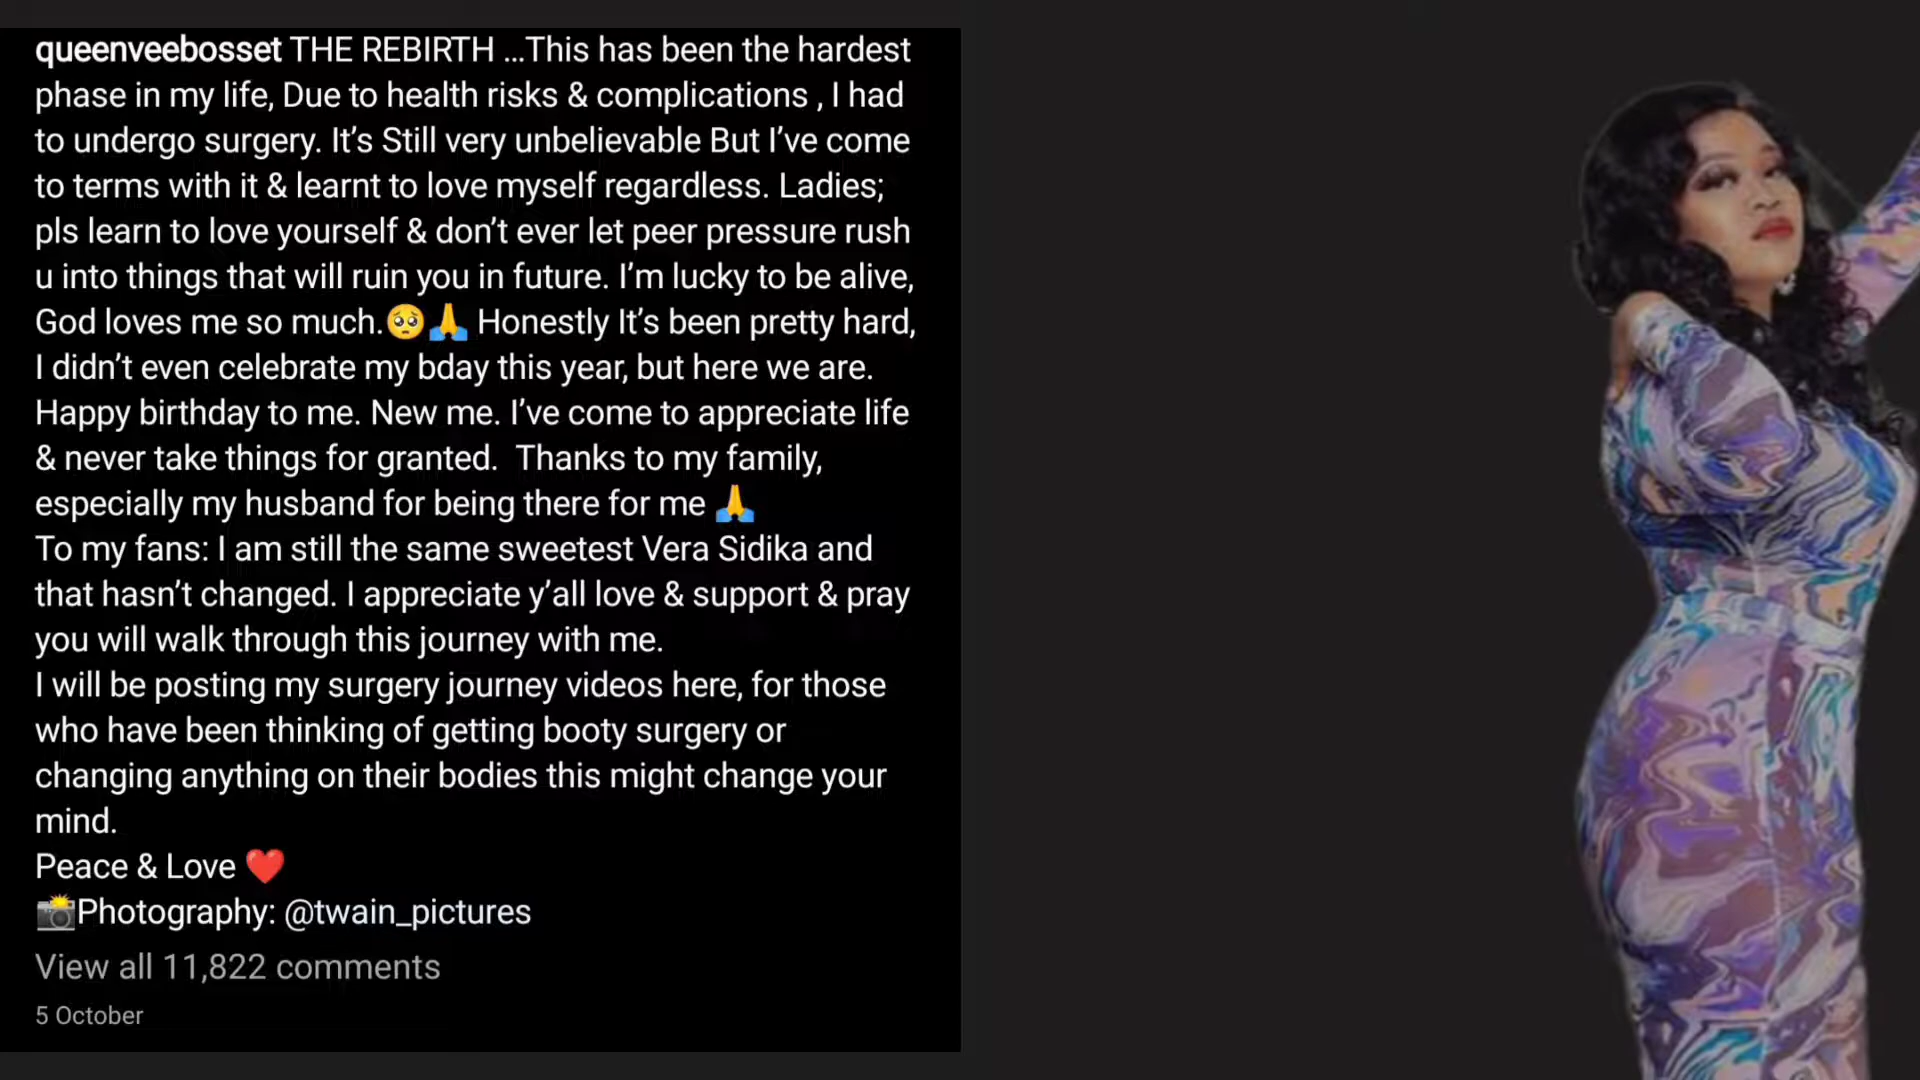 queenveebosset THE REBIRTH ...This has been the hardest
phase in my life, Due to health risks & complications , I had
to undergo surgery. It’s Still very unbelievable But I’ve come
to terms with it & learnt to love myself regardless. Ladies;
pls learn to love yourself & don’t ever let peer pressure rush
u into things that will ruin you in future. I’m lucky to be alive,
God loves me so much.🥺🙏 Honestly It’s been pretty hard,
I didn’t even celebrate my bday this year, but here we are.
Happy birthday to me. New me. I’ve come to appreciate life
& never take things for granted.  Thanks to my family,
especially my husband for being there for me 🙏
To my fans: I am still the same sweetest Vera Sidika and
that hasn’t changed. I appreciate y’all love & support & pray
you will walk through this journey with me.
I will be posting my surgery journey videos here, for those
who have been thinking of getting booty surgery or
changing anything on their bodies this might change your
mind.
Peace & Love ❤️
📸Photography: @twain_pictures
View all 11,822 comments
5 October